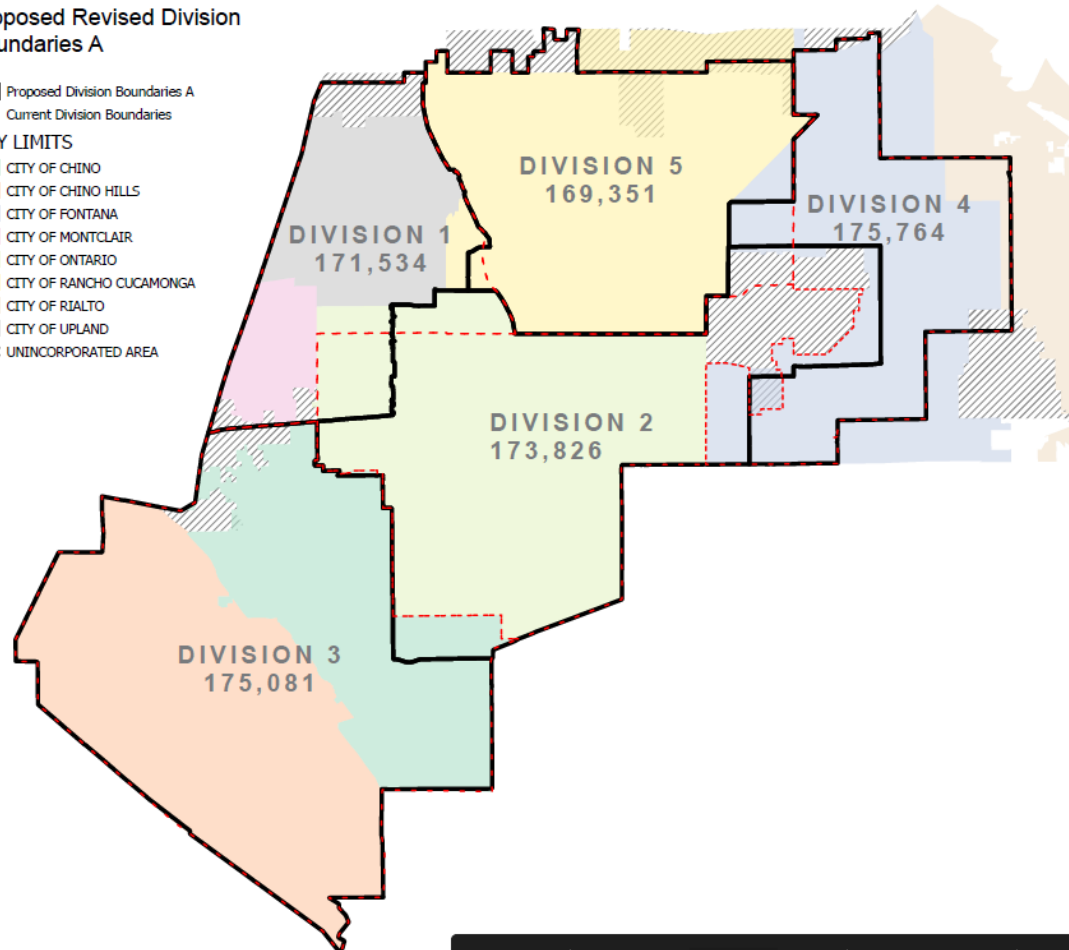 oposed Revised Division
undaries A
Proposed Division Boundaries A
Current Division Boundaries
Y LIMITS
CITY OF CHINO
CITY OF CHINO HILLS
CITY OF FONTANA
CITY OF MONTCLAIR
CITY OF ONTARIO
CITY OF RANCHO CUCAMONGA
CITY OF RIALTO
CITY OF UPLAND
UNINCORPORATED AREA
DIVISION 5
169,351
DIVISION 4
175,764
DIVISION 1
171,534
DIVISION 2
173,826
DIVISION 3
175,081